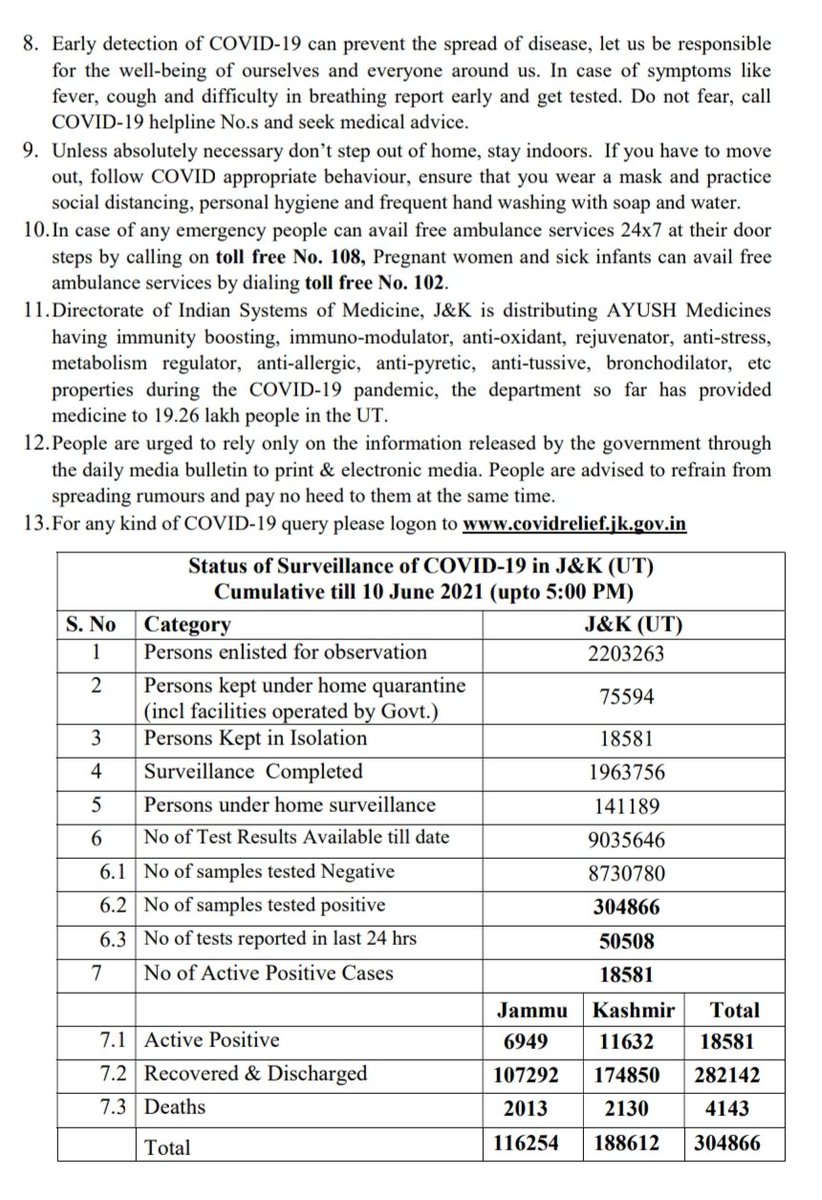 8. Early detection of COVID-19 can prevent the spread of disease, let us be responsible
for the well-being of ourselves and everyone around us. In case of symptoms like
fever, cough and difficulty in breathing report early and get tested. Do not fear, call
COVID-19 helpline No.s and seek medical advice.
9. Unless absolutely necessary don’t step out of home, stay indoors. If you have to move
out, follow COVID appropriate behaviour, ensure that you wear a mask and practice
social distancing, personal hygiene and frequent hand washing with soap and water.
10. In case of any emergency people can avail free ambulance services 24x7 at their door
steps by calling on toll free No. 108, Pregnant women and sick infants can avail free
ambulance services by dialing toll free No. 102.
11. Directorate of Indian Systems of Medicine, J&K is distributing AYUSH Medicines
having immunity boosting, immuno-modulator, anti-oxidant, rejuvenator, anti-stress,
metabolism regulator, anti-allergic, anti-pyretic, anti-tussive, bronchodilator, etc
properties during the COVID-19 pandemic, the department so far has provided
medicine to 19.26 lakh people in the UT.
12. People are urged to rely only on the information released by the government through
the daily media bulletin to print & electronic media. People are advised to refrain from
spreading rumours and pay no heed to them at the same time.
13. For any kind of COVID-19 query please logon to www.covidrelief.jk.gov.in
Status of Surveillance of COVID-19 in J&K (UT)
Cumulative till 10 June 2021 (upto 5:00 PM)
S. No Category J&K (UT)
1 Persons enlisted for observation 2203263
2 Persons kept under home quarantine
(incl facilities operated by Govt.) 75594
3 Persons Kept in Isolation 18581
4 Surveillance Completed 1963756
5 Persons under home surveillance 141189
6 No of Test Results Available till date 9035646
6.1 No of samples tested Negative 8730780
6.2 No of samples tested positive 304866
6.3 No of tests reported in last 24 hrs 50508
7 No of Active Positive Cases 18581
Jammu Kashmir Total
7.1 Active Positive 6949 11632 18581
7.2 Recovered & Discharged 107292 174850 282142
7.3 Deaths 2013 2130 4143
Total 116254 188612 304866